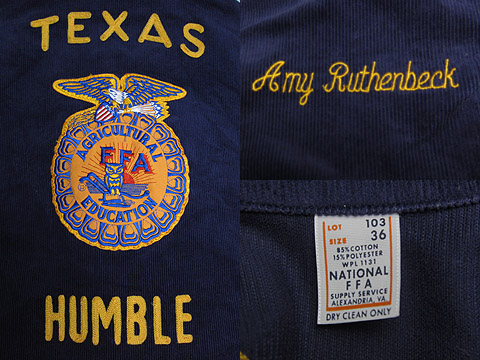 TEXAS
AGRICULTURAL
FFA
EDUCATION
HUMBLE
Amy Ruthenbeck
LOT 103
SIZE 36
85% COTTON
15% POLYESTER
WPL 1131
NATIONAL
FFA
SUPPLY SERVICE
ALEXANDRIA, VA.
DRY CLEAN ONLY